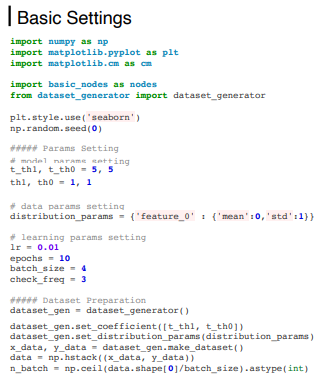 Basic Settings
import numpy as np
import matplotlib.pyplot as plt
import matplotlib.cm as cm
import basic_nodes as nodes
from dataset_generator import dataset_generator
plt.style.use('seaborn')
np.random.seed(0)
##### Params Setting
# model params setting
t_th1, t_th0 = 5, 5
th1, th0 = 1, 1
# data params setting
distribution_params = {'feature_0' : {'mean':0,'std':1}}
# learning params setting
lr = 0.01
epochs = 10
batch_size = 4
check_freq = 3
##### Dataset Preparation
dataset_gen = dataset_generator()
dataset_gen.set_coefficient([t_th1, t_th0])
dataset_gen.set_distribution_params(distribution_params)
x_data, y_data = dataset_gen.make_dataset()
data = np.hstack((x_data, y_data))
n_batch = np.ceil(data.shape[0]/batch_size).astype(int)